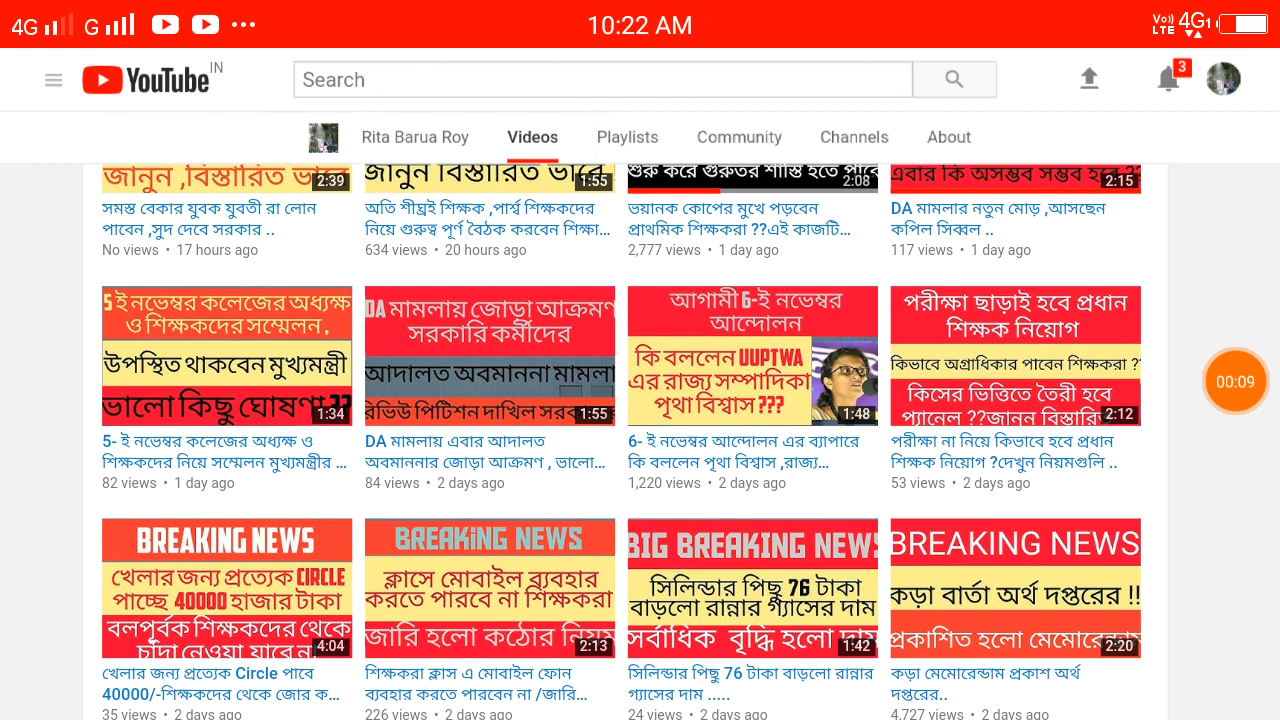 4G G ••• 10:22 AM Vo)) LTE 4G1
YouTube IN Search 3
Rita Barua Roy Videos Playlists Community Channels About
জানুন ,বিস্তারিত ভাবে 2:39
জানুন বিস্তারিত ভাবে 1:55
শুরু করে গুরুতর শাস্তি হতে পারে 2:08
এবার কি অসম্ভব সম্ভব হবে ?? 2:15
সমস্ত বেকার যুবক যুবতী রা লোন
পাবেন ,সুদ দেবে সরকার ..
No views • 17 hours ago
অতি শীঘ্রই শিক্ষক ,পার্শ্ব শিক্ষকদের
নিয়ে গুরুত্ব পূর্ণ বৈঠক করবেন শিক্ষা...
634 views • 20 hours ago
ভয়ানক কোপের মুখে পড়বেন
প্রাথমিক শিক্ষকরা ??এই কাজটি...
2,777 views • 1 day ago
DA মামলার নতুন মোড় ,আসছেন
কপিল সিব্বল ..
117 views • 1 day ago
5 ই নভেম্বর কলেজের অধ্যক্ষ
ও শিক্ষকদের সম্মেলন ,
উপস্থিত থাকবেন মুখ্যমন্ত্রী
ভালো কিছু ঘোষণা ??
1:34
5- ই নভেম্বর কলেজের অধ্যক্ষ ও
শিক্ষকদের নিয়ে সম্মেলন মুখ্যমন্ত্রীর ...
82 views • 1 day ago
DA মামলায় জোড়া আক্রমণ
সরকারি কর্মীদের
আদালত অবমাননা মামলা
রিভিউ পিটিশন দাখিল
1:55
DA মামলায় এবার আদালত
অবমাননার জোড়া আক্রমণ , ভালো...
84 views • 2 days ago
আগামী 6-ই নভেম্বর
আন্দোলন
কি বললেন UUPTWA
এর রাজ্য সম্পাদিকা
পৃথা বিশ্বাস ???
1:48
6- ই নভেম্বর আন্দোলন এর ব্যাপারে
কি বললেন পৃথা বিশ্বাস ,রাজ্য...
1,220 views • 2 days ago
পরীক্ষা ছাড়াই হবে প্রধান
শিক্ষক নিয়োগ
কিভাবে অগ্রাধিকার পাবেন শিক্ষকরা ??
কিসের ভিত্তিতে তৈরী হবে
প্যানেল ??জানুন বিস্তারিত
2:12
পরীক্ষা না নিয়ে কিভাবে হবে প্রধান
শিক্ষক নিয়োগ ?দেখুন নিয়মগুলি ..
53 views • 2 days ago
00:09
BREAKING NEWS
খেলার জন্য প্রত্যেক CIRCLE
পাচ্ছে 40000 হাজার টাকা
বলপূর্বক শিক্ষকদের থেকে
চাঁদা নেওয়া যাবে না
4:04
খেলার জন্য প্রত্যেক Circle পাবে
40000/-শিক্ষকদের থেকে জোর ক...
35 views • 2 days ago
BREAKING NEWS
ক্লাসে মোবাইল ব্যবহার
করতে পারবে না শিক্ষকরা
জারি হলো কঠোর
2:13
শিক্ষকরা ক্লাস এ মোবাইল ফোন
ব্যবহার করতে পারবেন না /জারি...
226 views • 2 days ago
BIG BREAKING NEWS
সিলিন্ডার পিছু 76 টাকা
বাড়লো রান্নার গ্যাসের দাম
সর্বাধিক বৃদ্ধি হলো দাম
1:42
সিলিন্ডার পিছু 76 টাকা বাড়লো রান্নার
গ্যাসের দাম .....
24 views • 2 days ago
BREAKING NEWS
কড়া বার্তা অর্থ দপ্তরের !!
প্রকাশিত হলো মেমোরেন্ডাম
2:20
কড়া মেমোরেন্ডাম প্রকাশ অর্থ
দপ্তরের..
4,727 views • 2 days ago